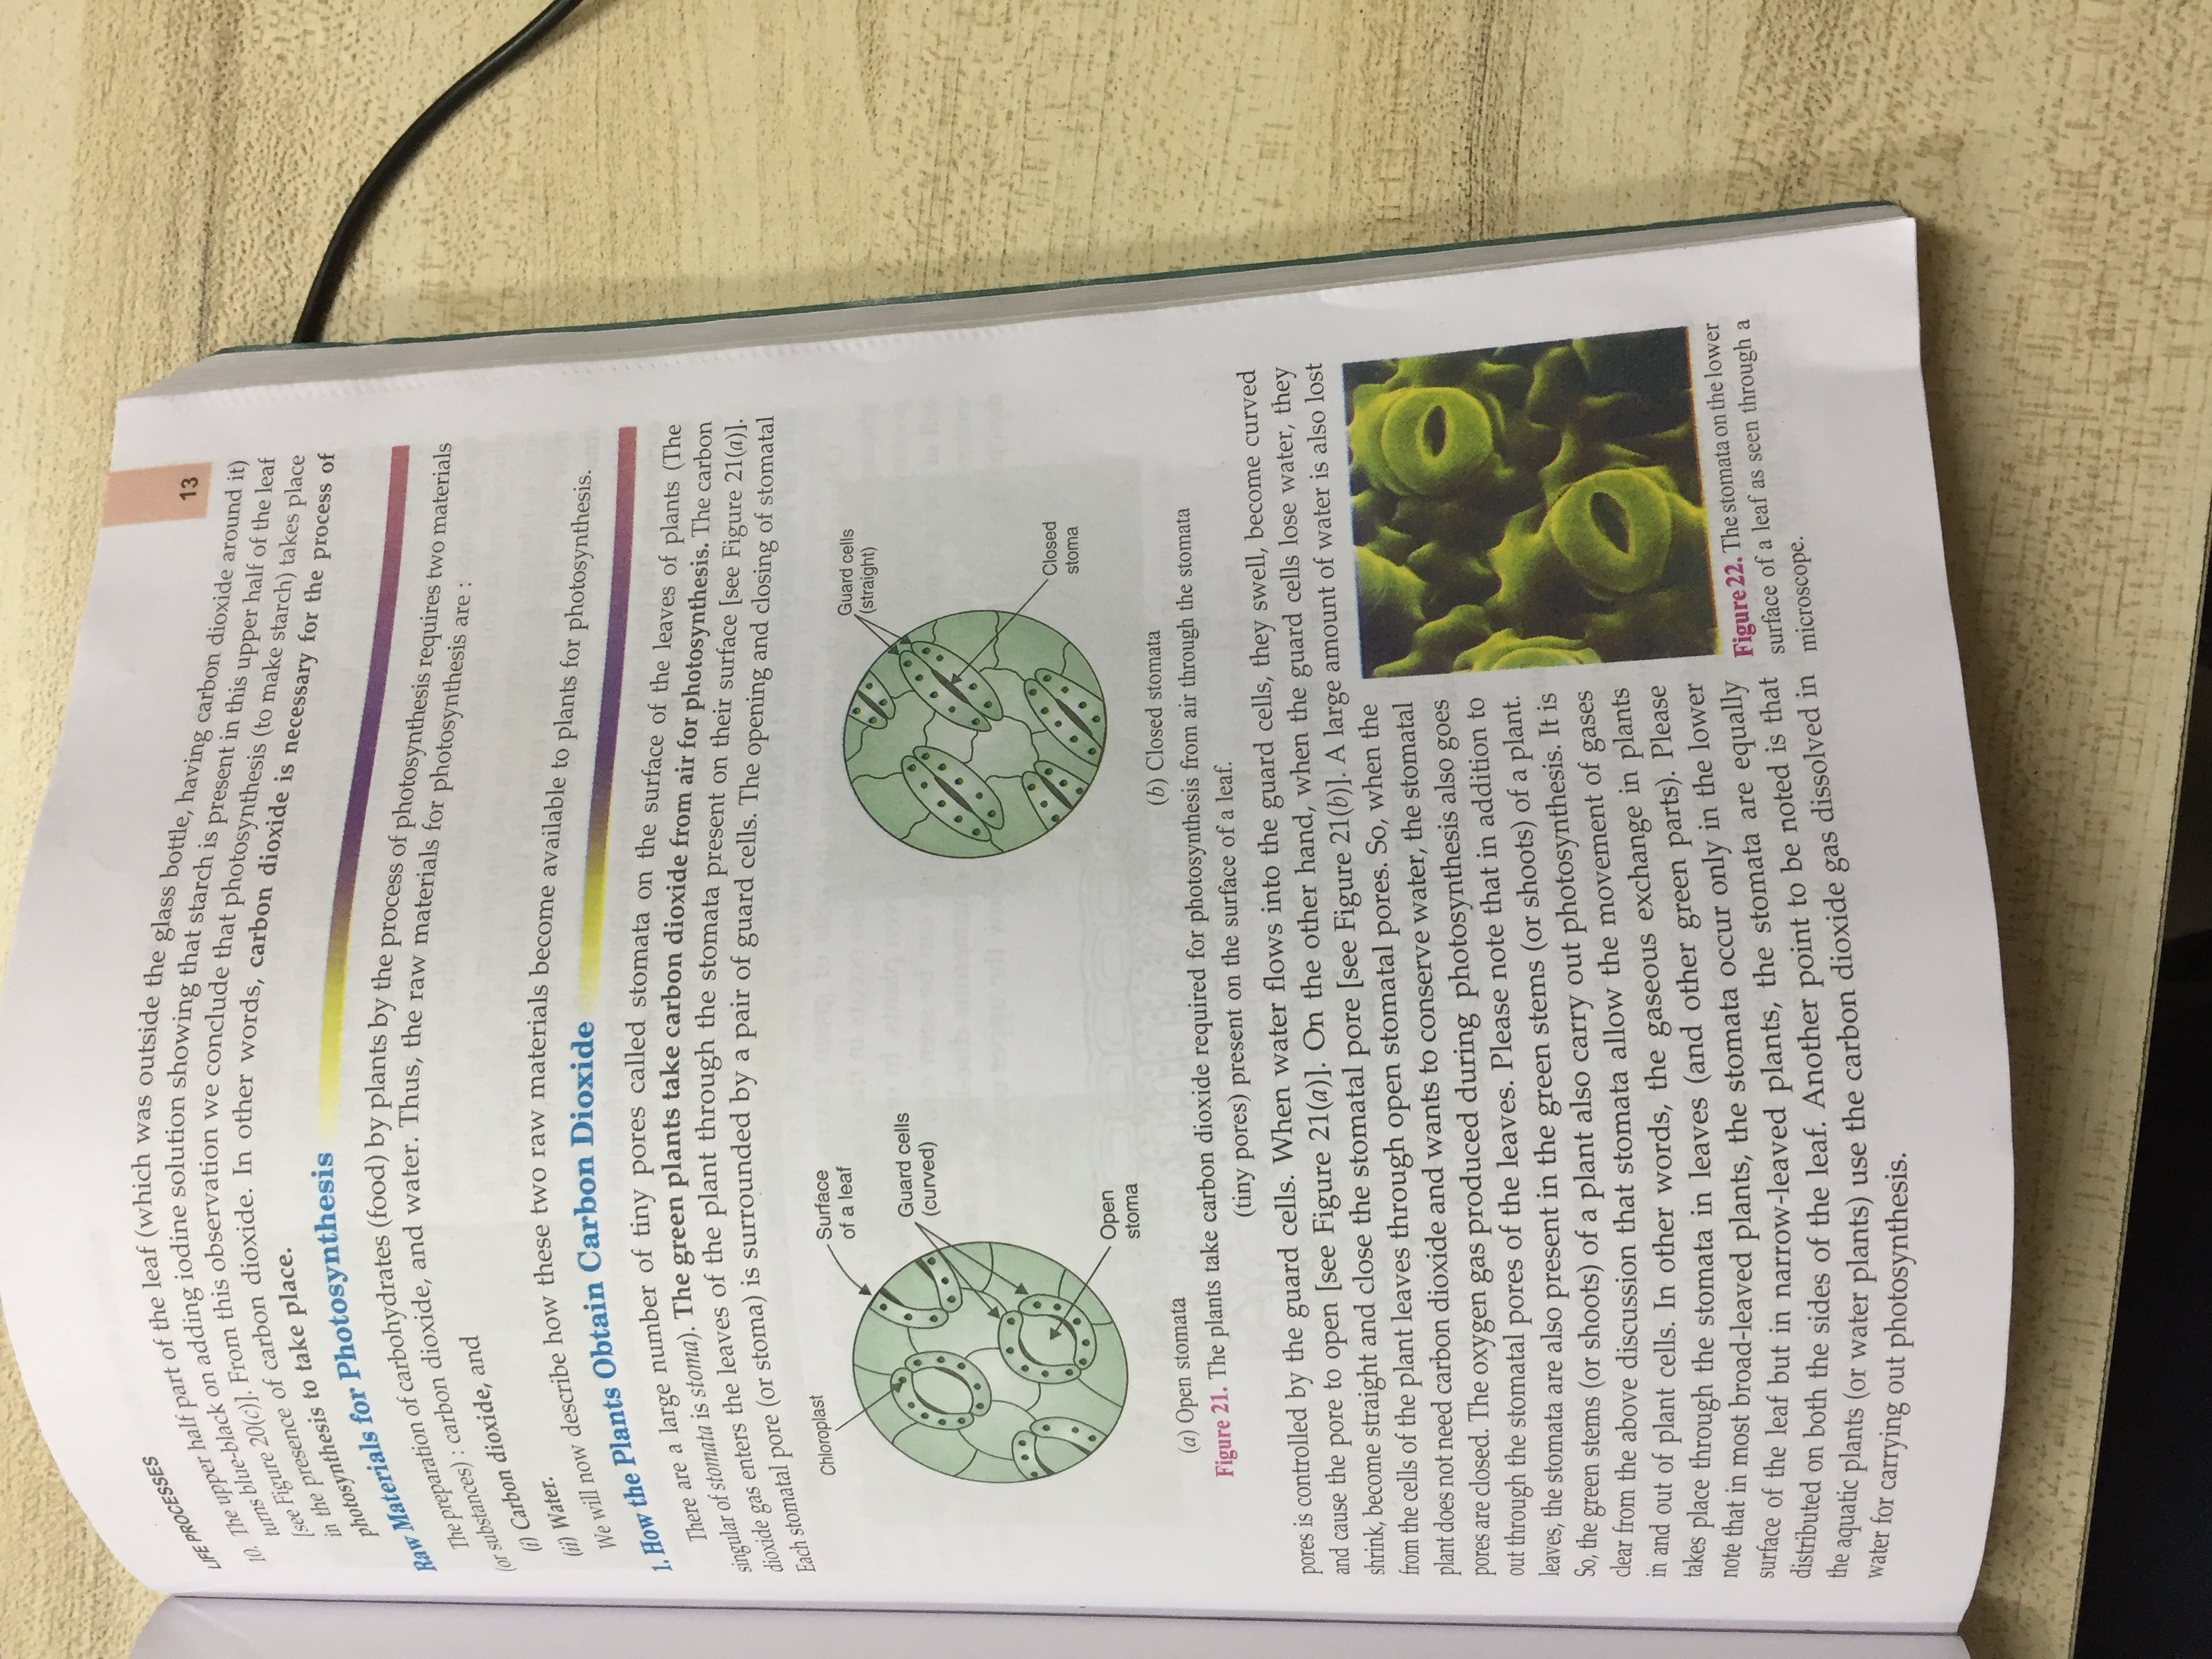 LIFE PROCESSES
13
10. The upper half part of the leaf (which was outside the glass bottle, having carbon dioxide around it)
turns blue-black on adding iodine solution showing that starch is present in this upper half of the leaf
[see Figure 20(c)]. From this observation we conclude that photosynthesis (to make starch) takes place
in the presence of carbon dioxide. In other words, carbon dioxide is necessary for the process of
photosynthesis to take place.
Raw Materials for Photosynthesis
The preparation of carbohydrates (food) by plants by the process of photosynthesis requires two materials
(or substances) : carbon dioxide, and water. Thus, the raw materials for photosynthesis are :
(i) Carbon dioxide, and
(ii) Water.
We will now describe how these two raw materials become available to plants for photosynthesis.
1. How the Plants Obtain Carbon Dioxide
There are a large number of tiny pores called stomata on the surface of the leaves of plants (The
singular of stomata is stoma). The green plants take carbon dioxide from air for photosynthesis. The carbon
dioxide gas enters the leaves of the plant through the stomata present on their surface [see Figure 21(a)].
Each stomatal pore (or stoma) is surrounded by a pair of guard cells. The opening and closing of stomatal
Chloroplast
Surface
of a leaf
Guard cells
(curved)
Open
stoma
(a) Open stomata
Guard cells
(straight)
Closed
stoma
(b) Closed stomata
Figure 21. The plants take carbon dioxide required for photosynthesis from air through the stomata
(tiny pores) present on the surface of a leaf.
pores is controlled by the guard cells. When water flows into the guard cells, they swell, become curved
and cause the pore to open [see Figure 21(a)]. On the other hand, when the guard cells lose water, they
shrink, become straight and close the stomatal pore [see Figure 21(b)]. A large amount of water is also lost
from the cells of the plant leaves through open stomatal pores. So, when the
plant does not need carbon dioxide and wants to conserve water, the stomatal
pores are closed. The oxygen gas produced during photosynthesis also goes
out through the stomatal pores of the leaves. Please note that in addition to
leaves, the stomata are also present in the green stems (or shoots) of a plant.
So, the green stems (or shoots) of a plant also carry out photosynthesis. It is
clear from the above discussion that stomata allow the movement of gases
in and out of plant cells. In other words, the gaseous exchange in plants
takes place through the stomata in leaves (and other green parts). Please
note that in most broad-leaved plants, the stomata occur only in the lower
surface of the leaf but in narrow-leaved plants, the stomata are equally
distributed on both the sides of the leaf. Another point to be noted is that
the aquatic plants (or water plants) use the carbon dioxide gas dissolved in
water for carrying out photosynthesis.
Figure 22. The stomata on the lower
surface of a leaf as seen through a
microscope.